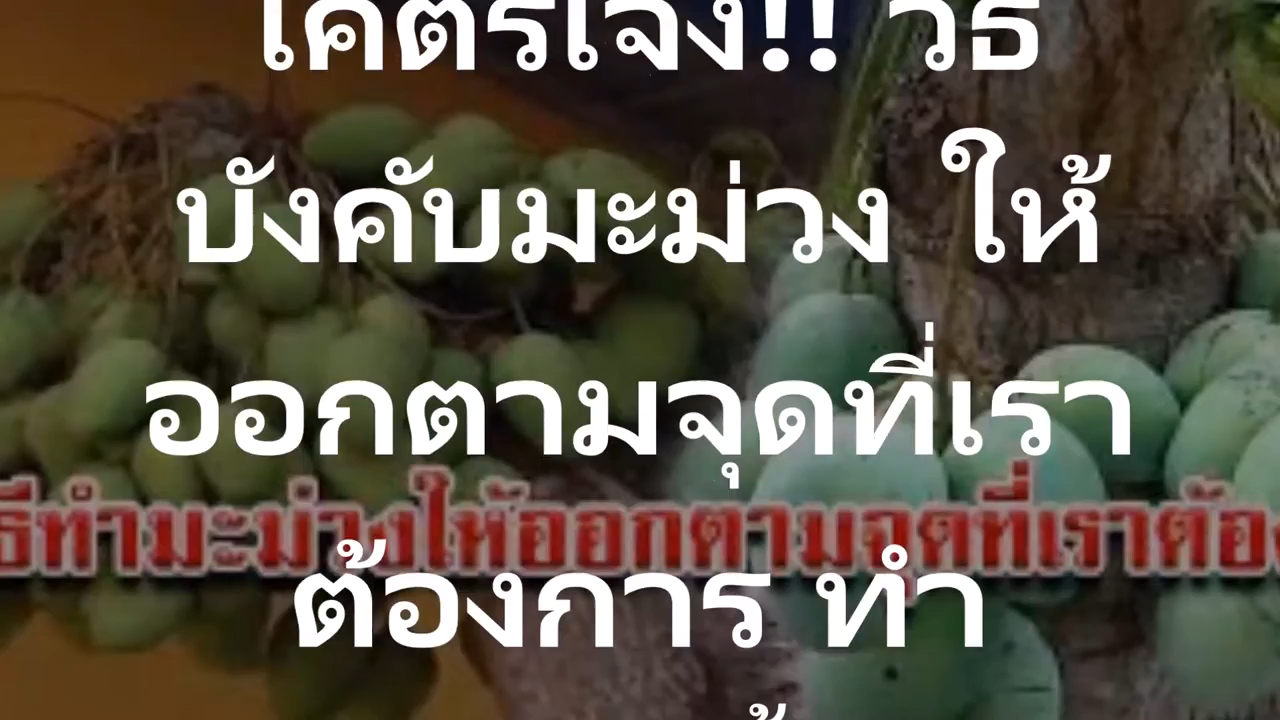 โคตรเจ๋ง!! วิธี
บังคับมะม่วง ให้
ออกตามจุดที่เรา
ธีทำมะม่วงให้ออกตามจุดที่เราต้อง
ต้องการ ทำ